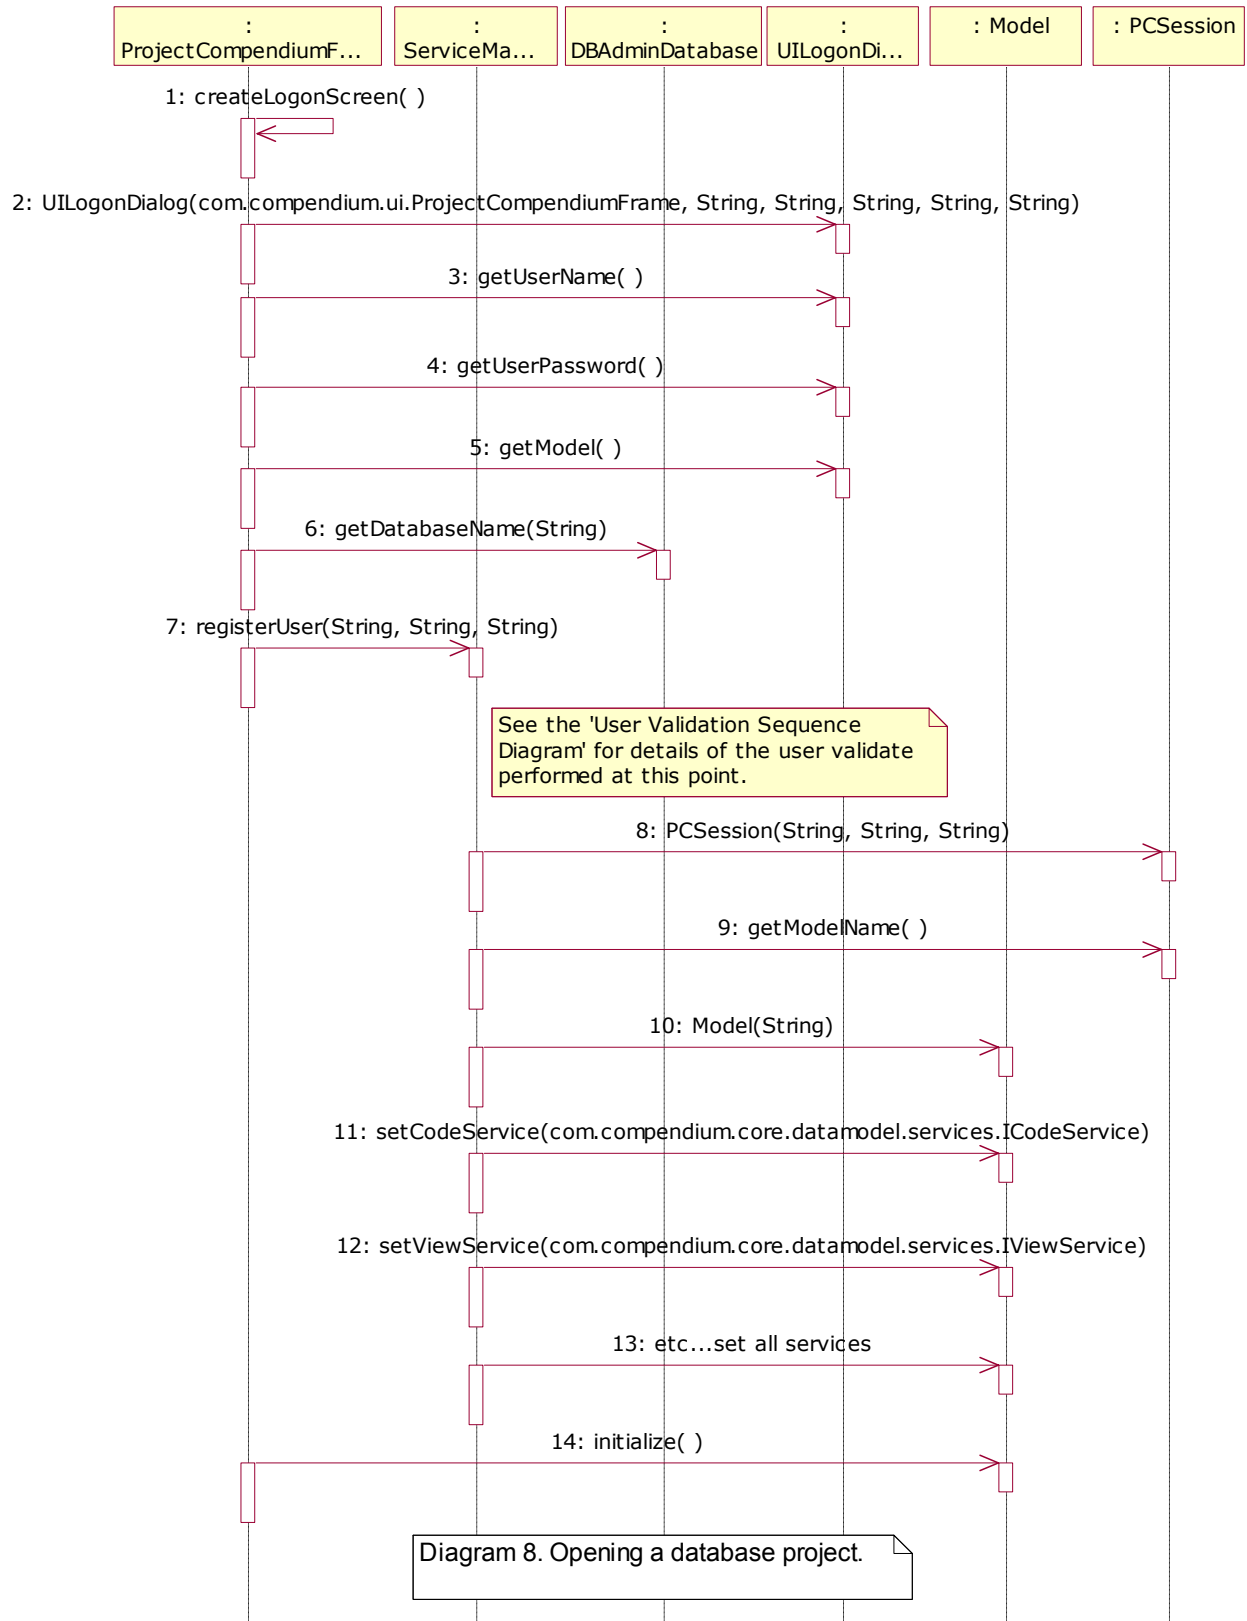 :
ProjectCompendiumF...
:
ServiceMa...
:
DBAdminDatabase
:
UILogonDi...
: Model
: PCSession
1: createLogonScreen( )
2: UILogonDialog(com.compendium.ui.ProjectCompendiumFrame, String, String, String, String, String)
3: getUserName( )
4: getUserPassword( )
5: getModel( )
6: getDatabaseName(String)
7: registerUser(String, String, String)
See the 'User Validation Sequence
Diagram' for details of the user validate
performed at this point.
8: PCSession(String, String, String)
9: getModelName( )
10: Model(String)
11: setCodeService(com.compendium.core.datamodel.services.ICodeService)
12: setViewService(com.compendium.core.datamodel.services.IViewService)
13: etc...set all services
14: initialize( )
Diagram 8. Opening a database project.